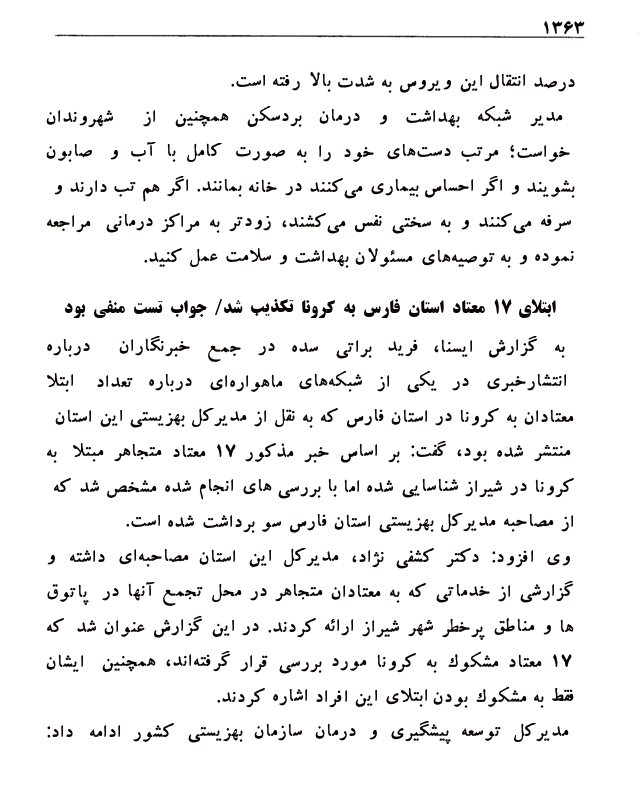 ۱۳۶۳
درصد انتقال این ویروس به شدت بالا رفته است.
مدیر شبکه بهداشت و درمان بردسکن همچنین از شهروندان
خواست؛ مرتب دست‌های خود را به صورت کامل با آب و صابون
بشویند و اگر احساس بیماری می‌کنند در خانه بمانند. اگر هم تب دارند و
سرفه می‌کنند و به سختی نفس می‌کشند، زودتر به مراکز درمانی مراجعه
نموده و به توصیه‌های مسئولان بهداشت و سلامت عمل کنید.
ابتلای ۱۷ معتاد استان فارس به کرونا تکذیب شد/ جواب تست منفی بود
به گزارش ایسنا، فرید براتی سده در جمع خبرنگاران درباره
انتشارخبری در یکی از شبکه‌های ماهواره‌ای درباره تعداد ابتلا
معتادان به کرونا در استان فارس که به نقل از مدیرکل بهزیستی این استان
منتشر شده بود، گفت: بر اساس خبر مذکور ۱۷ معتاد متجاهر مبتلا به
کرونا در شیراز شناسایی شده اما با بررسی های انجام شده مشخص شد که
از مصاحبه مدیرکل بهزیستی استان فارس سو برداشت شده است.
وی افزود: دکتر کشفی نژاد، مدیرکل این استان مصاحبه‌ای داشته و
گزارشی از خدماتی که به معتادان متجاهر در محل تجمع آنها در پاتوق
ها و مناطق پرخطر شهر شیراز ارائه کردند. در این گزارش عنوان شد که
۱۷ معتاد مشکوك به کرونا مورد بررسی قرار گرفته‌اند، همچنین ایشان
فقط به مشکوك بودن ابتلای این افراد اشاره کردند.
مدیرکل توسعه پیشگیری و درمان سازمان بهزیستی کشور ادامه داد: